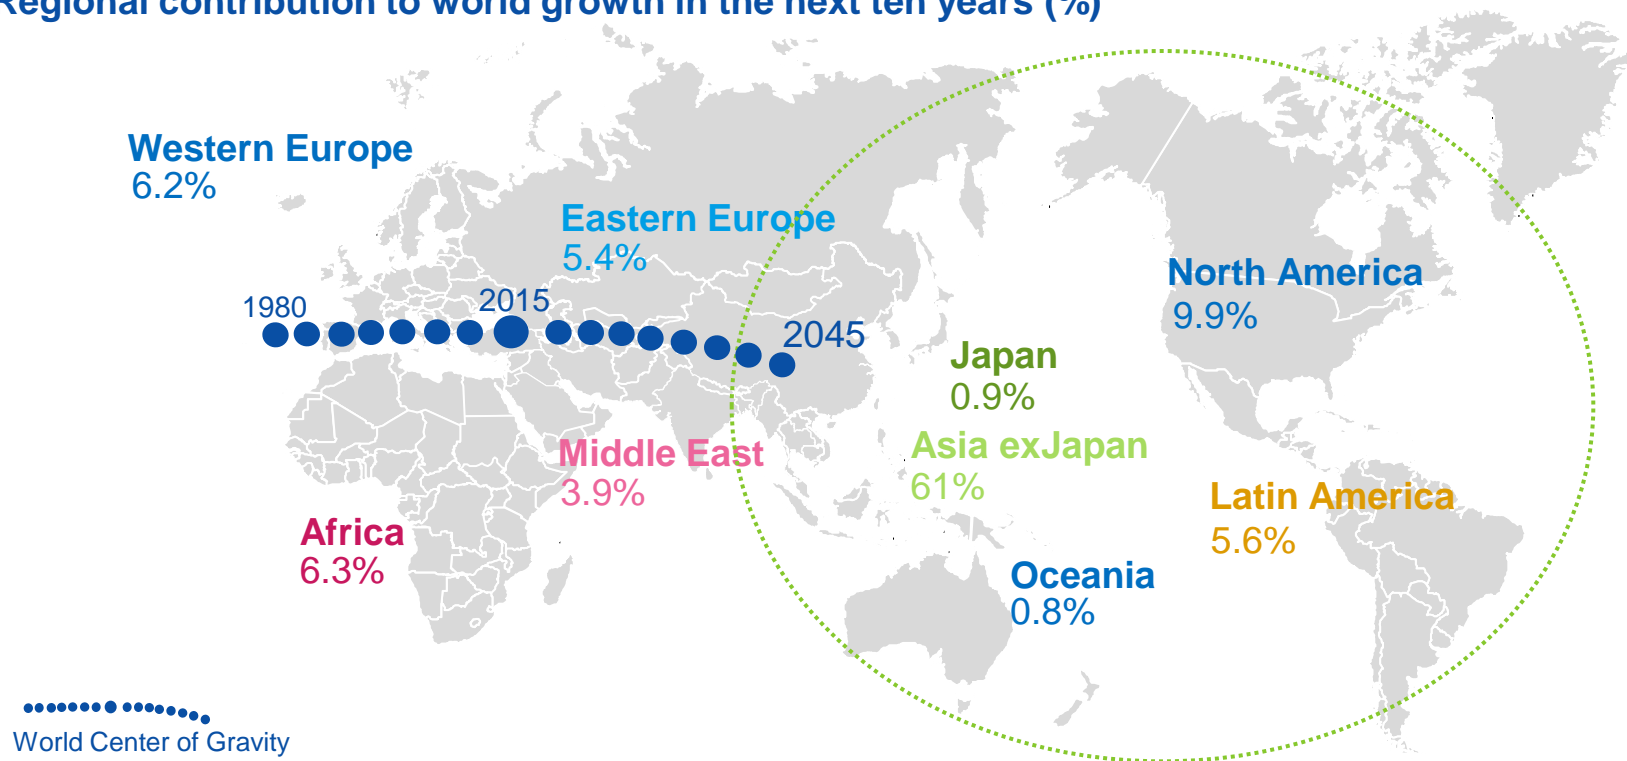 Regional contribution to world growth in the next ten years (%)
Western Europe
6.2%
Eastern Europe
5.4%
1980
2015
2045
North America
9.9%
Japan
0.9%
Asia exJapan
61%
Middle East
3.9%
Latin America
5.6%
Africa
6.3%
Oceania
0.8%
World Center of Gravity